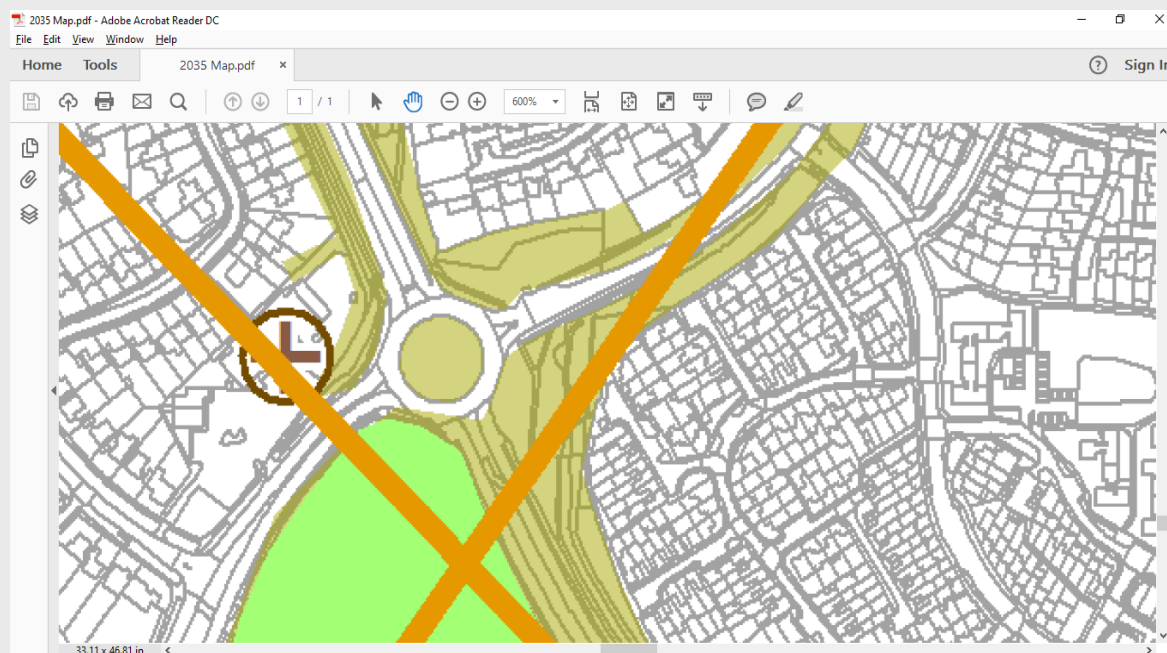 2035 Map.pdf - Adobe Acrobat Reader DC
File Edit View Window Help
Home Tools 2035 Map.pdf × Sign In
1 / 1 600%
L
33.11 x 46.81 in